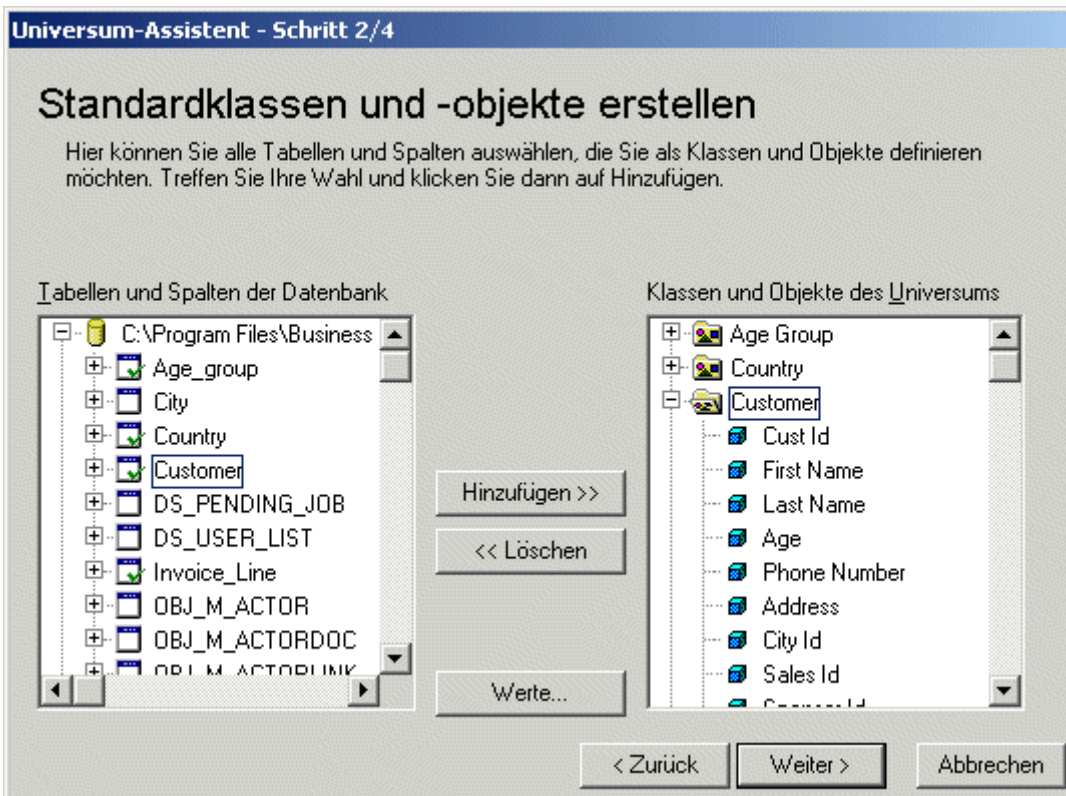 Universum-Assistent - Schritt 2/4
Standardklassen und -objekte erstellen
Hier können Sie alle Tabellen und Spalten auswählen, die Sie als Klassen und Objekte definieren
möchten. Treffen Sie Ihre Wahl und klicken Sie dann auf Hinzufügen.
Tabellen und Spalten der Datenbank
C:\Program Files\Business
Age_group
City
Country
Customer
DS_PENDING_JOB
DS_USER_LIST
Invoice_Line
OBJ_M_ACTOR
OBJ_M_ACTORDOC
OBJ_M_ACTORLINK
Hinzufügen >>
<< Löschen
Werte...
Klassen und Objekte des Universums
Age Group
Country
Customer
Cust Id
First Name
Last Name
Age
Phone Number
Address
City Id
Sales Id
< Zurück
Weiter >
Abbrechen